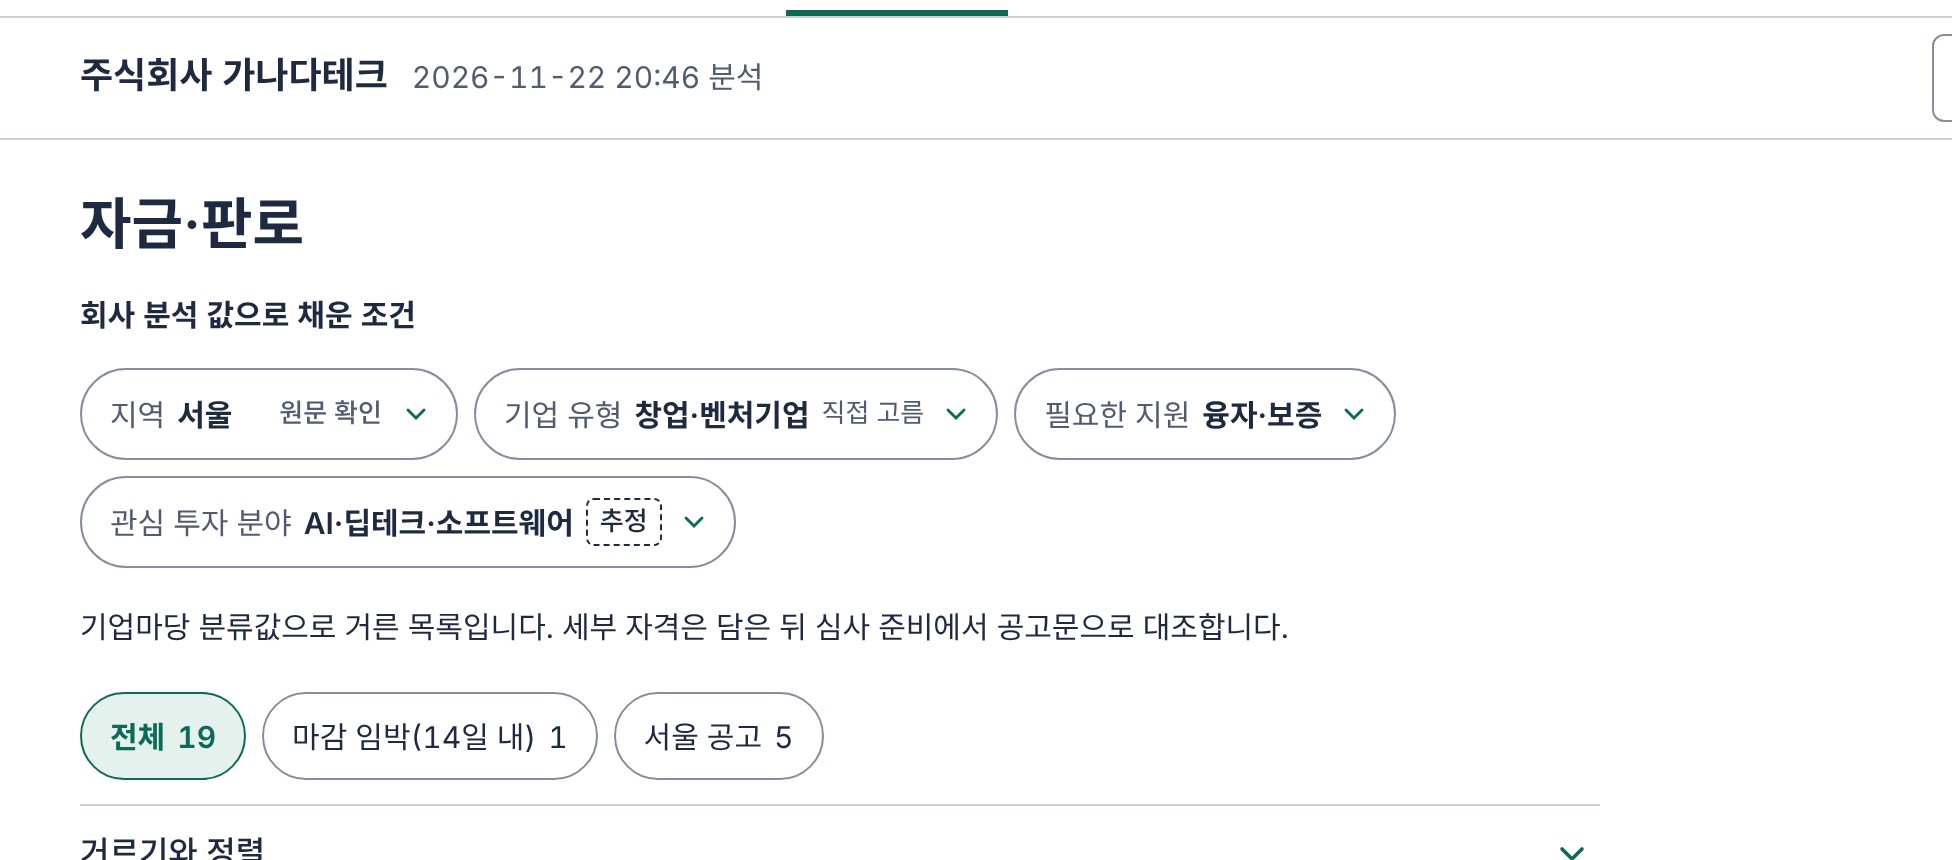 주식회사 가나다테크 2026-11-22 20:46 분석
자금·판로
회사 분석 값으로 채운 조건
지역 서울 원문 확인 기업 유형 창업·벤처기업 직접 고름 필요한 지원 융자·보증
관심 투자 분야 AI·딥테크·소프트웨어 추정
기업마당 분류값으로 거른 목록입니다. 세부 자격은 담은 뒤 심사 준비에서 공고문으로 대조합니다.
전체 19 마감 임박(14일 내) 1 서울 공고 5
거르기와 정렬